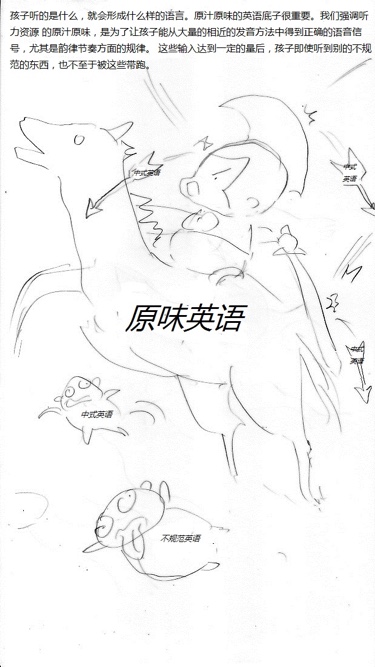 孩子听的是什么，就会形成什么样的语言。原汁原味的英语底子很重要。我们强调听
力资源 的原汁原味，是为了让孩子能从大量的相近的发音方法中得到正确的语音信
号，尤其是韵律节奏方面的规律。 这些输入达到一定的量后，孩子即使听到别的不规
范的东西，也不至于被这些带跑。
中式英语
中式
英语
原味英语
中式
英语
中式英语
不规范英语